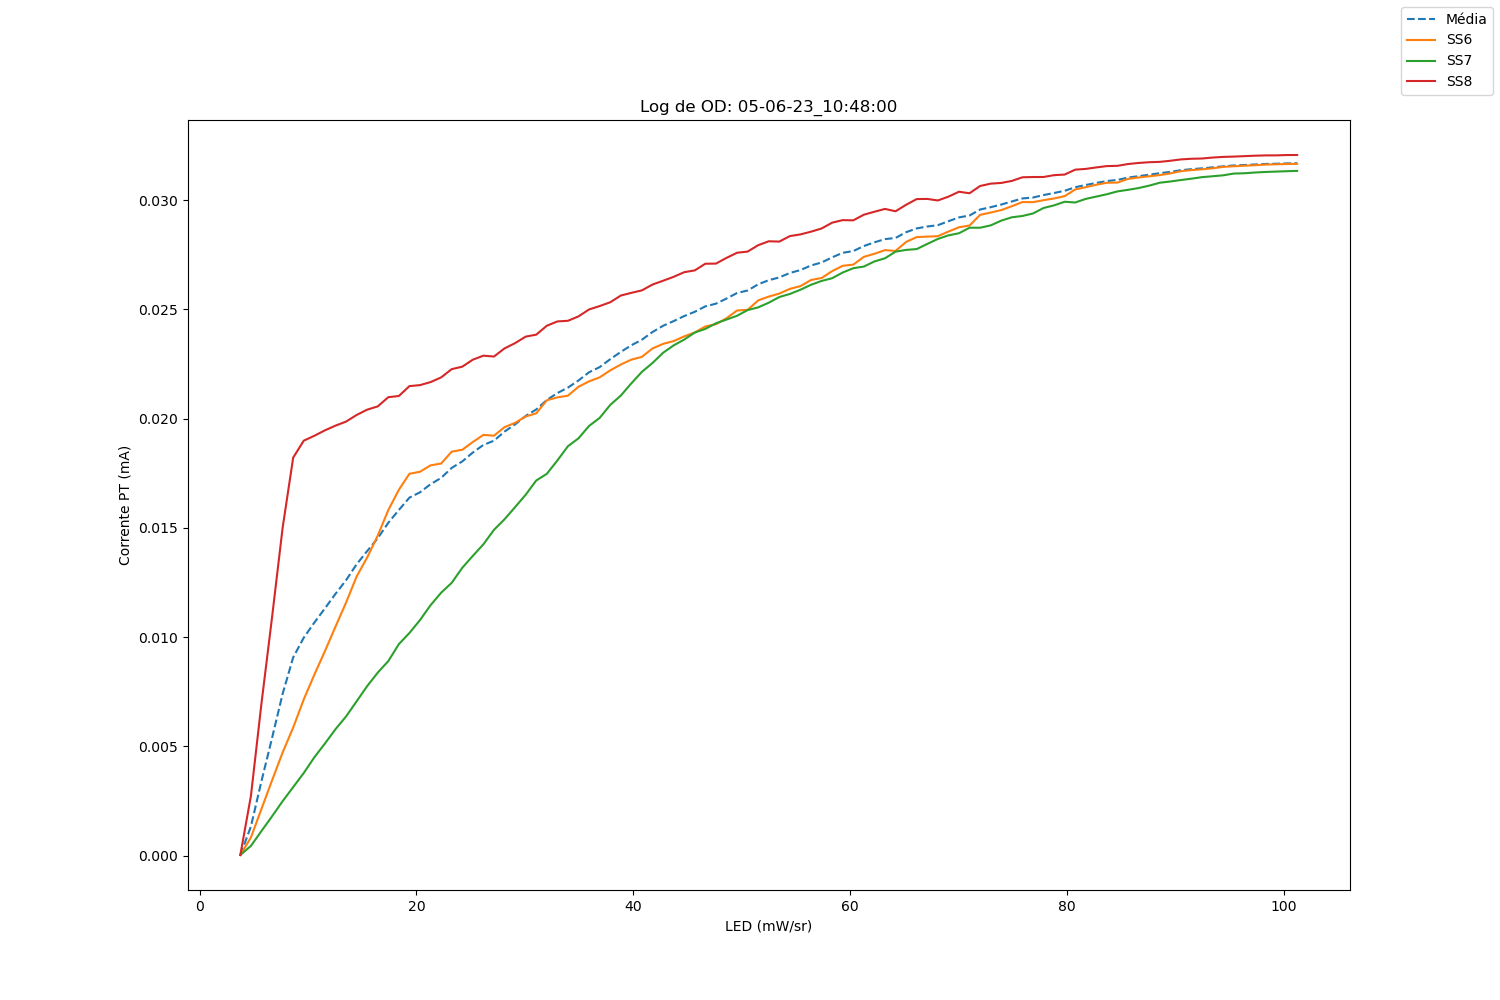 Média
SS6
SS7
SS8
Log de OD: 05-06-23_10:48:00
0.030
0.025
0.020
0.015
0.010
0.005
0.000
Corrente PT (mA)
0 20 40 60 80 100
LED (mW/sr)